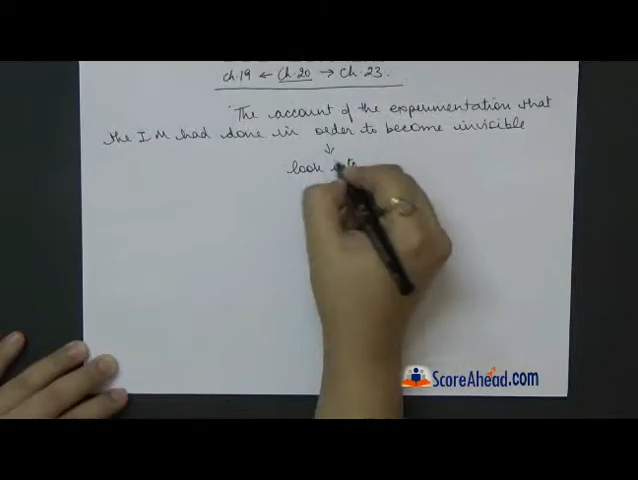 Ch.19 ← Ch.20 → Ch.23.
The account of the experimentation that
the I M had done in order to become invisible
↓
look
ScoreAhead.com